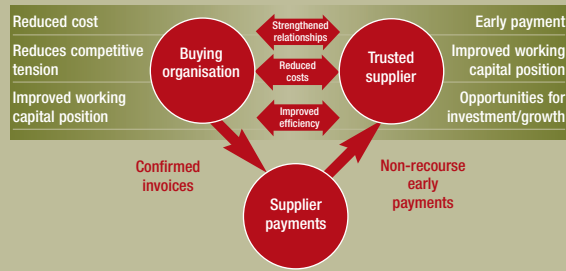 Reduced cost
Reduces competitive
tension
Improved working
capital position
Buying
organisation
Strengthened
relationships
Reduced
costs
Improved
efficiency
Trusted
supplier
Early payment
Improved working
capital position
Opportunities for
investment/growth
Confirmed
invoices
Non-recourse
early
payments
Supplier
payments